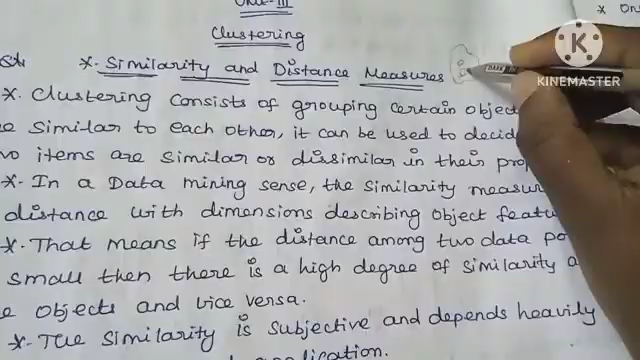 Unit-III
Clustering
* Similarity and Distance Measures
* Clustering consists of grouping certain object
similar to each other, it can be used to decid
items are similar or dissimilar in their
* In a Data mining sense, the similarity measur
distance with dimensions describing object featu
* That means if the distance among two data po
small then there is a high degree of similarity a
objects and vice versa.
* The similarity is subjective and depends heavily
application.
KINEMASTER